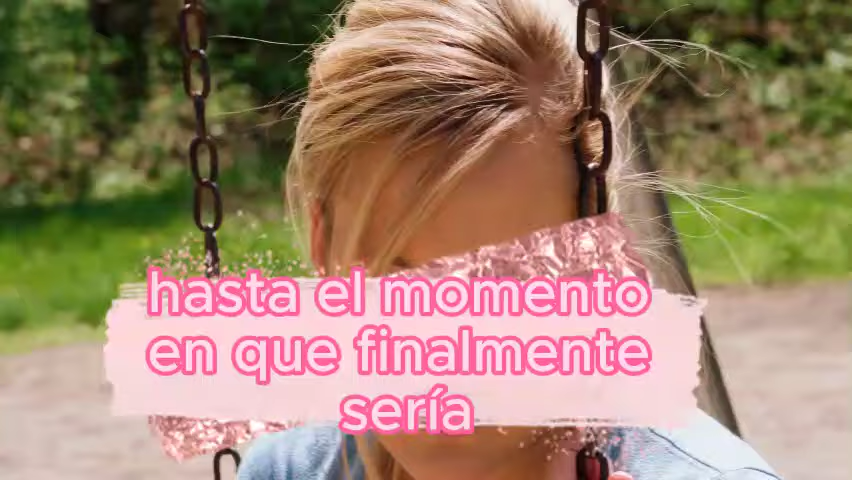 hasta el momento
en que finalmente
sería